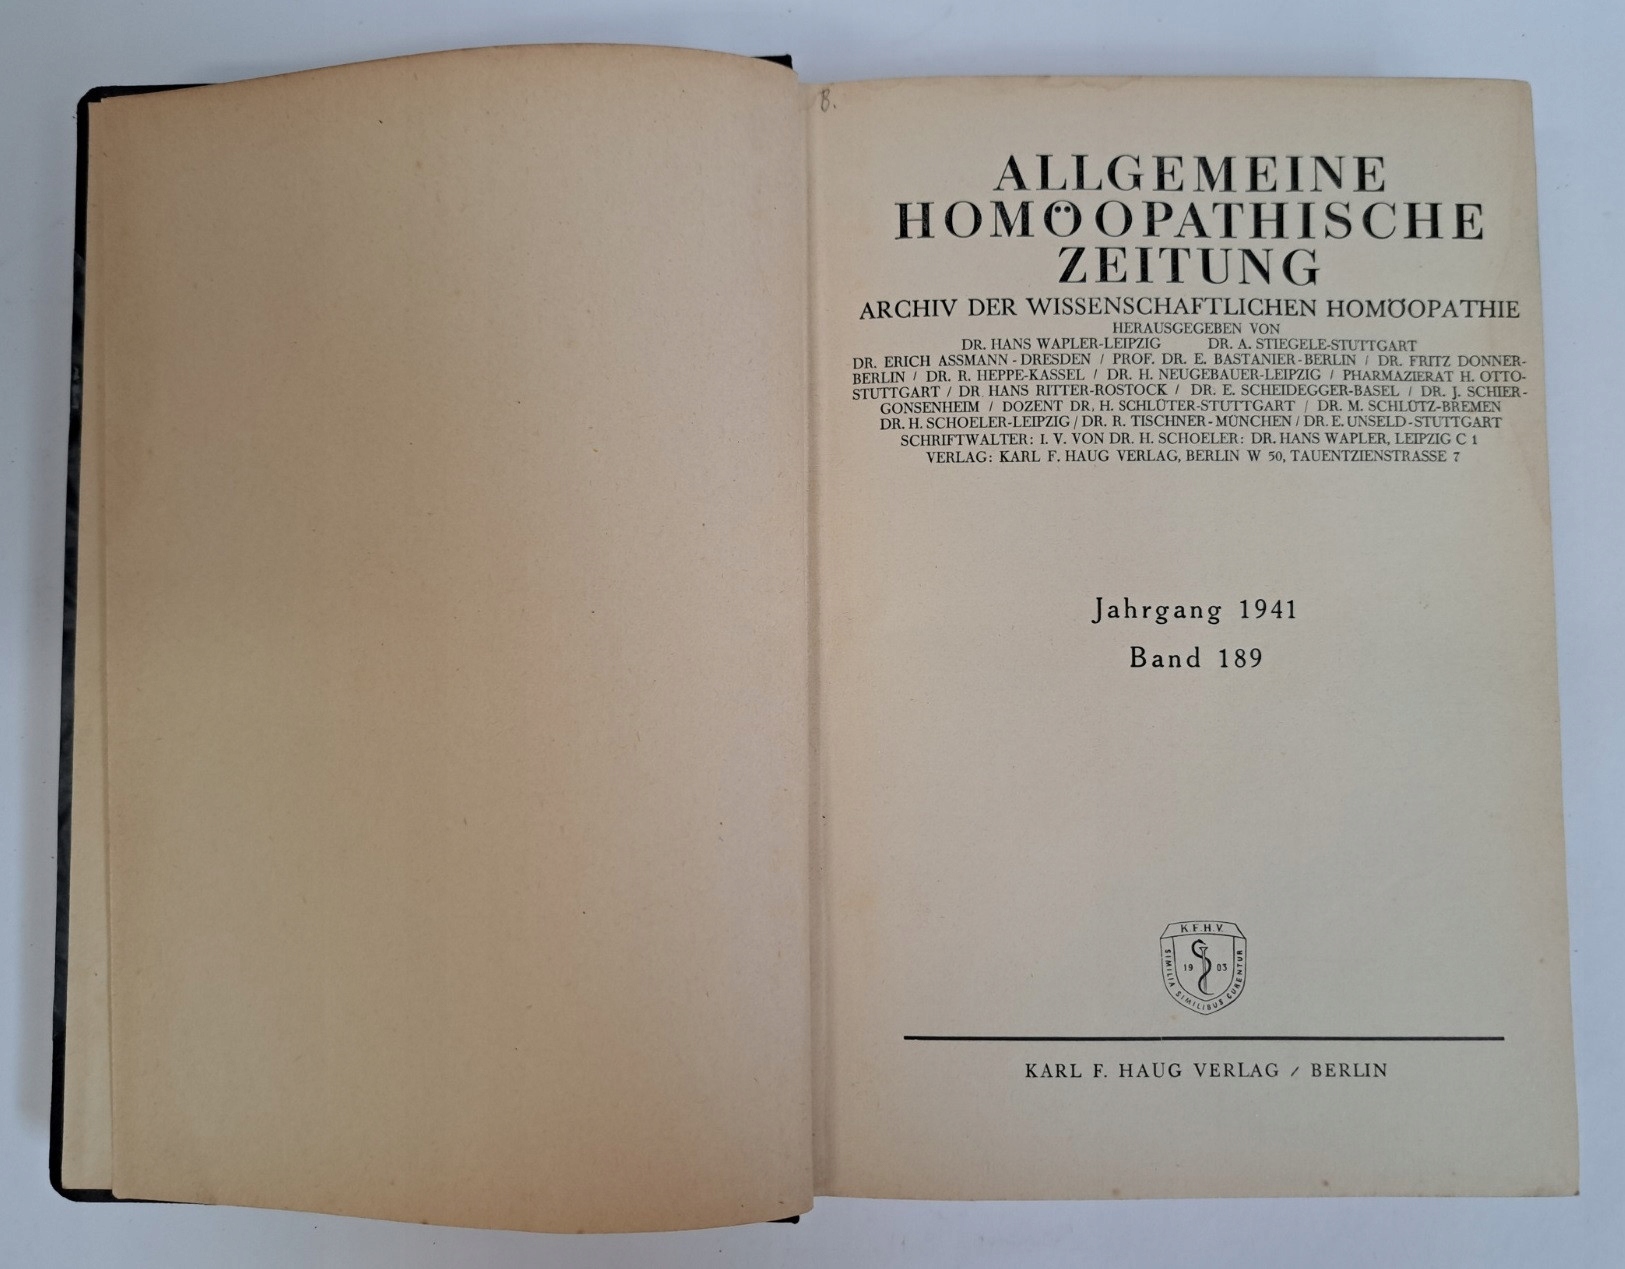 B.
ALLGEMEINE
HOMÖOPATHISCHE
ZEITUNG
ARCHIV DER WISSENSCHAFTLICHEN HOMÖOPATHIE
HERAUSGEGEBEN VON
DR. HANS WAPLER-LEIPZIG DR. A. STIEGELE-STUTTGART
DR. ERICH ASSMANN - DRESDEN / PROF. DR. E. BASTANIER-BERLIN / DR. FRITZ DONNER-
BERLIN / DR. R. HEPPE-KASSEL / DR. H. NEUGEBAUER-LEIPZIG / PHARMAZIERAT H. OTTO-
STUTTGART / DR. HANS RITTER-ROSTOCK / DR. E. SCHEIDEGGER-BASEL / DR. J. SCHIER-
GONSENHEIM / DOZENT DR. H. SCHLÜTER-STUTTGART / DR. M. SCHLÜTZ-BREMEN
DR. H. SCHOELER-LEIPZIG / DR. R. TISCHNER-MÜNCHEN / DR. E. UNSELD-STUTTGART
SCHRIFTWALTER: I. V. VON DR. H. SCHOELER: DR. HANS WAPLER, LEIPZIG C 1
VERLAG: KARL F. HAUG VERLAG, BERLIN W 50, TAUENTZIENSTRASSE 7
Jahrgang 1941
Band 189
K.F.H.V.
19 03
SIMILIA SIMILIBUS CURENTUR
KARL F. HAUG VERLAG / BERLIN